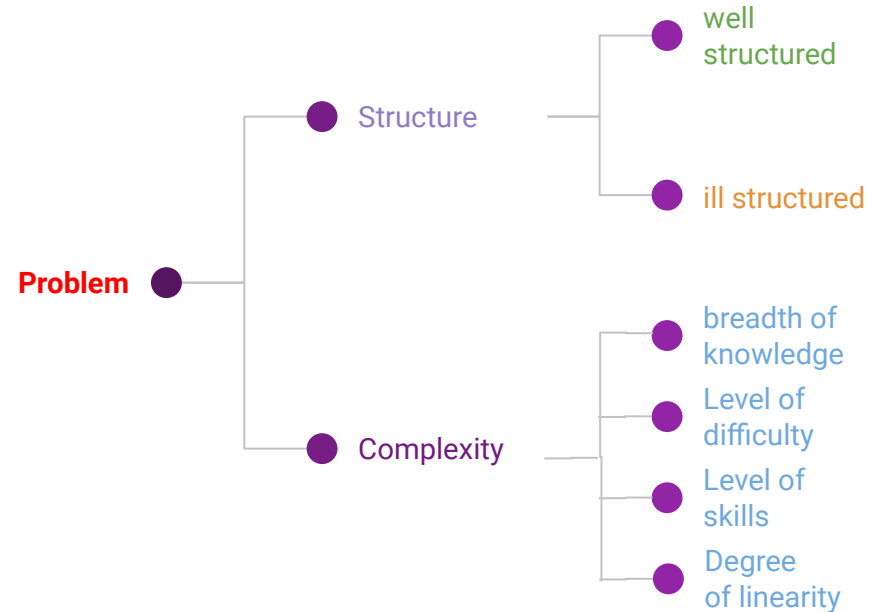 well
structured
Structure
ill structured
Problem
breadth of
knowledge
Level of
difficulty
Complexity
Level of
skills
Degree
of linearity